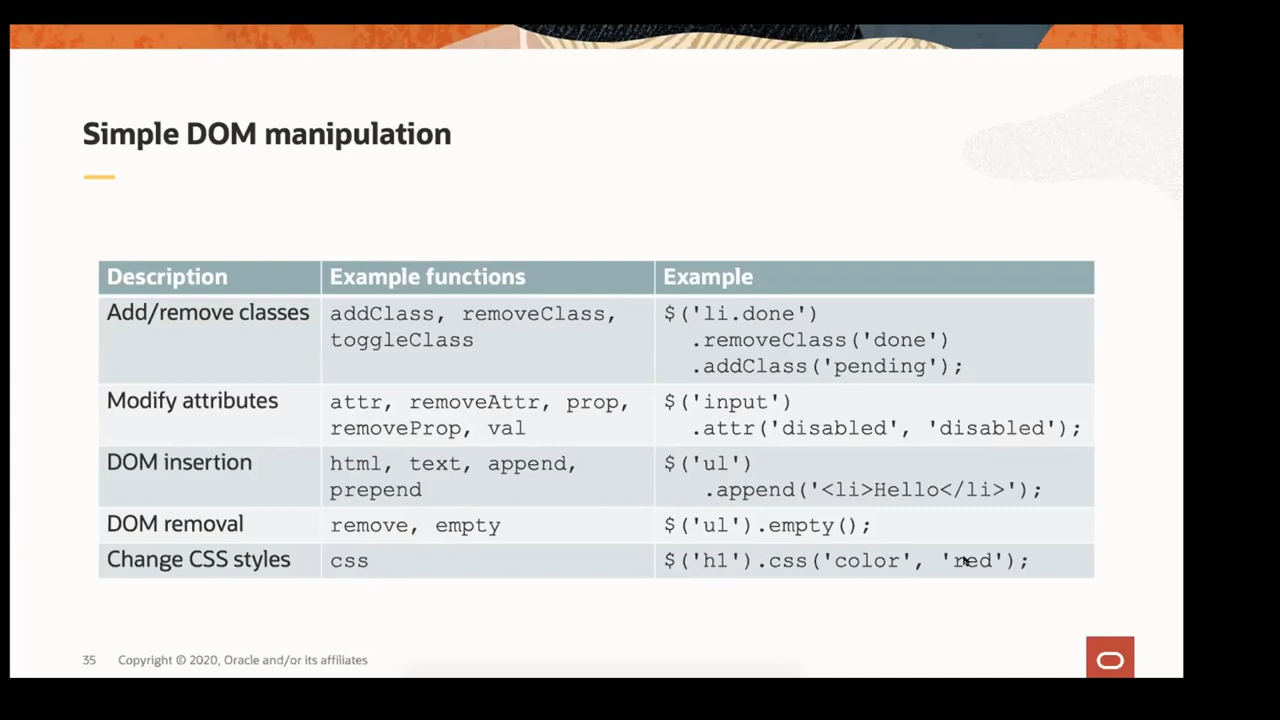 Simple DOM manipulation
Description Example functions Example
Add/remove classes addClass, removeClass, $('li.done')
toggleClass .removeClass('done')
.addClass('pending');
Modify attributes attr, removeAttr, prop, $('input')
removeProp, val .attr('disabled', 'disabled');
DOM insertion html, text, append, $('ul')
prepend .append('<li>Hello</li>');
DOM removal remove, empty $('ul').empty();
Change CSS styles css $('h1').css('color', 'red');
35 Copyright © 2020, Oracle and/or its affiliates